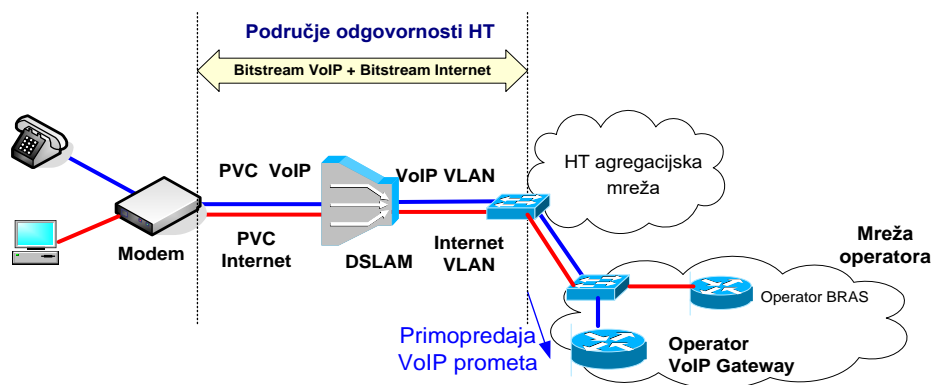 Područje odgovornosti HT
Bitstream VoIP + Bitstream Internet
PVC VoIP
VoIP VLAN
HT agregacijska
mreža
Modem
PVC
Internet
DSLAM
Internet
VLAN
Mreža
operatora
Operator BRAS
Primopredaja
VoIP prometa
Operator
VoIP Gateway